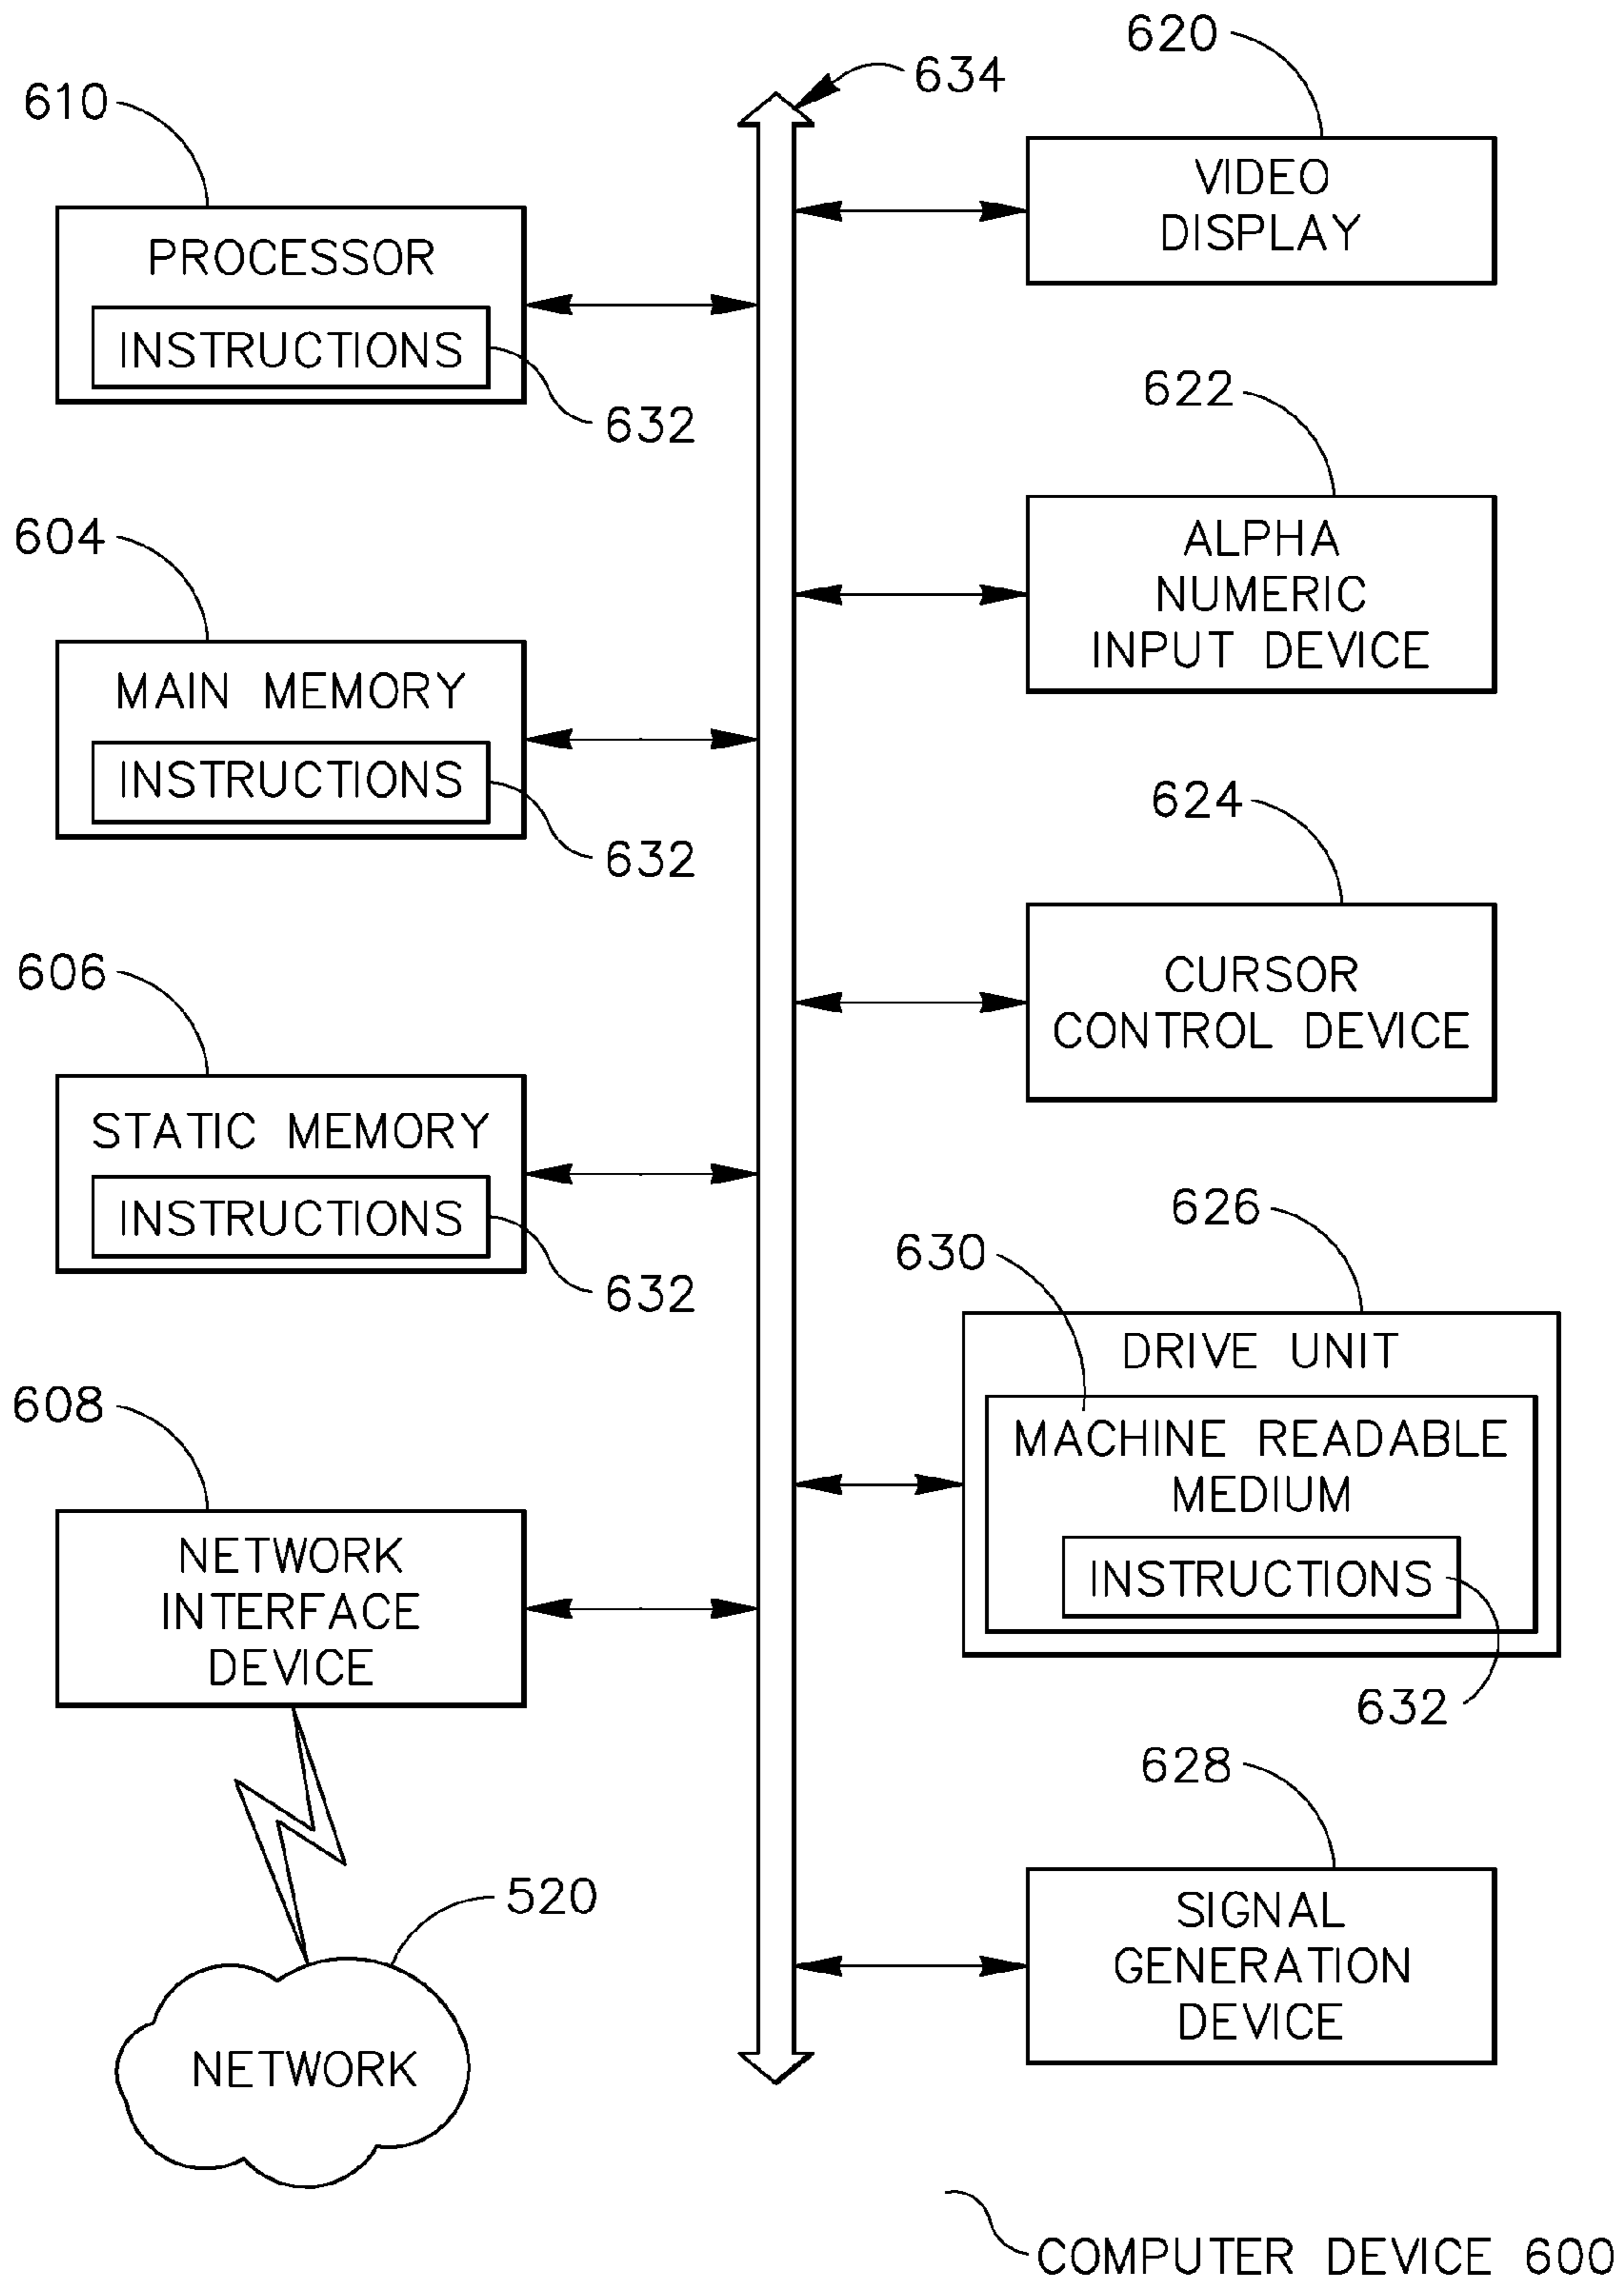 620
634
610
VIDEO
DISPLAY
PROCESSOR
INSTRUCTIONS
632
622
ALPHA
NUMERIC
INPUT DEVICE
604
MAIN MEMORY
INSTRUCTIONS
632
624
CURSOR
CONTROL DEVICE
606
STATIC MEMORY
INSTRUCTIONS
632
626
630
DRIVE UNIT
MACHINE READABLE
MEDIUM
INSTRUCTIONS
632
608
NETWORK
INTERFACE
DEVICE
628
SIGNAL
GENERATION
DEVICE
520
NETWORK
COMPUTER DEVICE 600